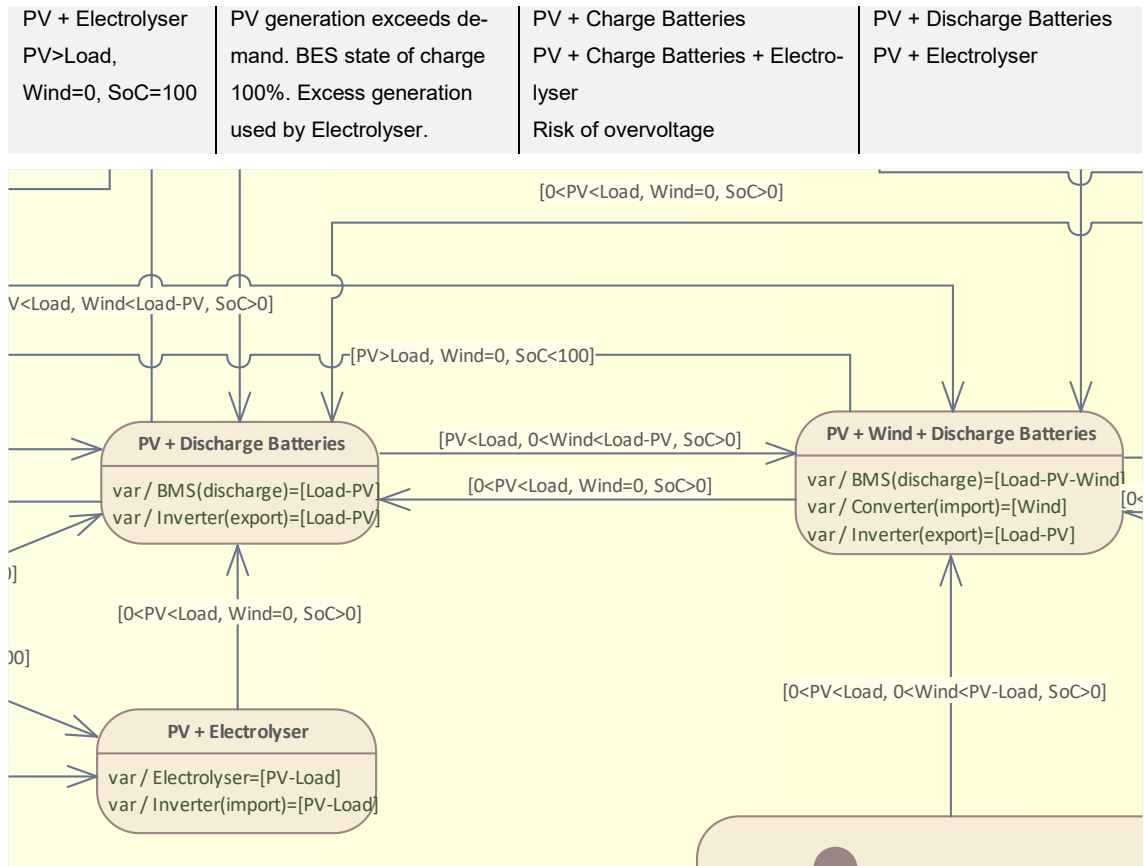 PV + Electrolyser
PV>Load,
Wind=0, SoC=100
PV generation exceeds de-
mand. BES state of charge
100%. Excess generation
used by Electrolyser.
PV + Charge Batteries
PV + Charge Batteries + Electro-
lyser
Risk of overvoltage
PV + Discharge Batteries
PV + Electrolyser
[0<PV<Load, Wind=0, SoC>0]
V<Load, Wind<Load-PV, SoC>0]
[PV>Load, Wind=0, SoC<100]
PV + Discharge Batteries
var / BMS(discharge)=[Load-PV]
var / Inverter(export)=[Load-PV]
[PV<Load, 0<Wind<Load-PV, SoC>0]
[0<PV<Load, Wind=0, SoC>0]
PV + Wind + Discharge Batteries
var / BMS(discharge)=[Load-PV-Wind]
var / Converter(import)=[Wind]
var / Inverter(export)=[Load-PV]
[0<
0]
[0<PV<Load, Wind=0, SoC>0]
00]
[0<PV<Load, 0<Wind<PV-Load, SoC>0]
PV + Electrolyser
var / Electrolyser=[PV-Load]
var / Inverter(import)=[PV-Load]